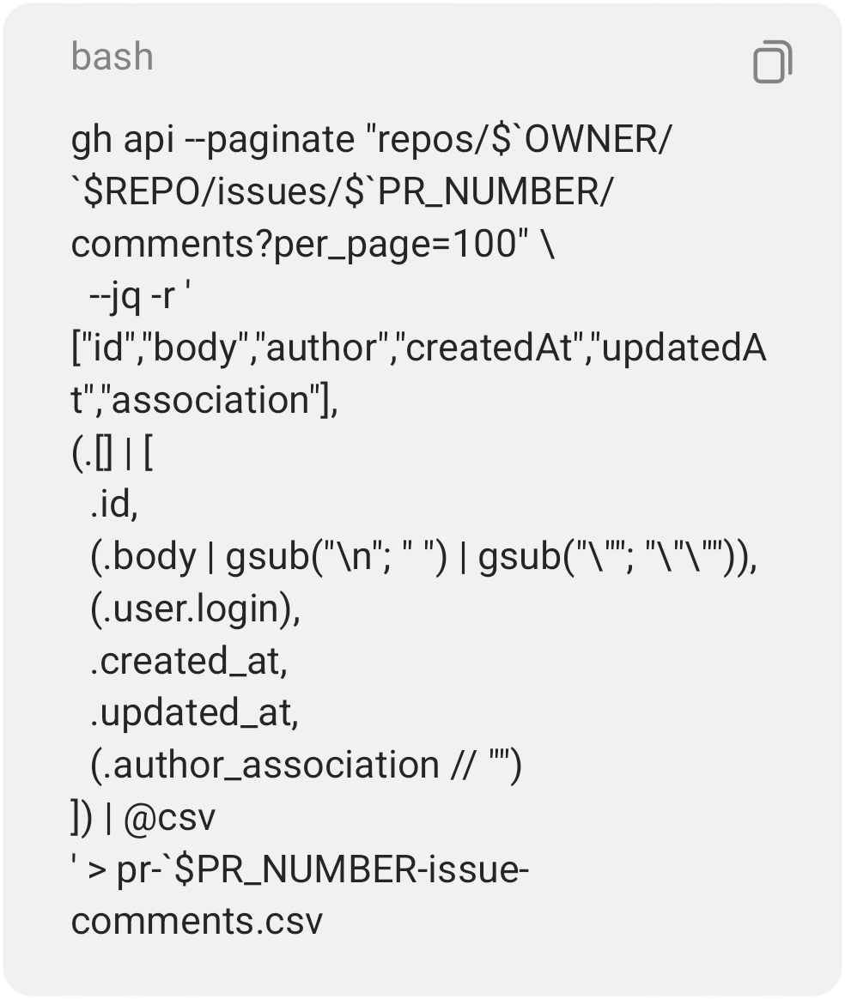 bash
gh api --paginate "repos/$`OWNER/
`$REPO/issues/$`PR_NUMBER/
comments?per_page=100" \
  --jq -r '
["id","body","author","createdAt","updatedA
t","association"],
(.[] | [
  .id,
  (.body | gsub("\n"; " ") | gsub("\""; "\"\"")),
  (.user.login),
  .created_at,
  .updated_at,
  (.author_association // "")
]) | @csv
' > pr-`$PR_NUMBER-issue-
comments.csv